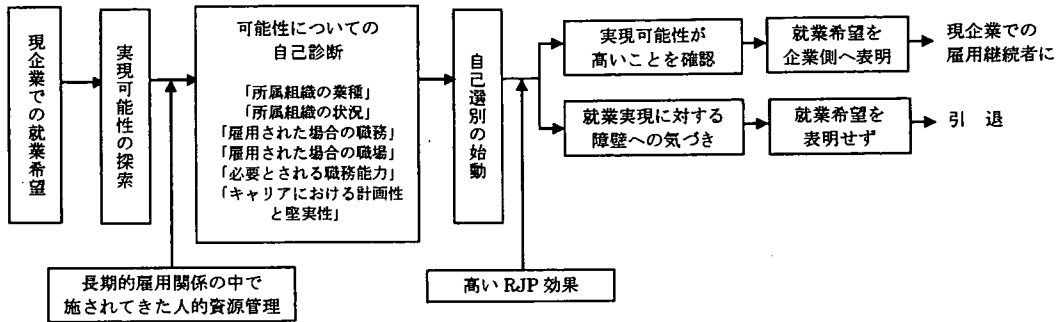 現企業での就業希望
実現可能性の探索
可能性についての
自己診断
「所属組織の業種」
「所属組織の状況」
「雇用された場合の職務」
「雇用された場合の職場」
「必要とされる職務能力」
「キャリアにおける計画性
と堅実性」
自己選別の始動
実現可能性が
高いことを確認
就業希望を
企業側へ表明
現企業での
雇用継続者に
就業実現に対する
障壁への気づき
就業希望を
表明せず
引 退
長期的雇用関係の中で
施されてきた人的資源管理
高い RJP 効果